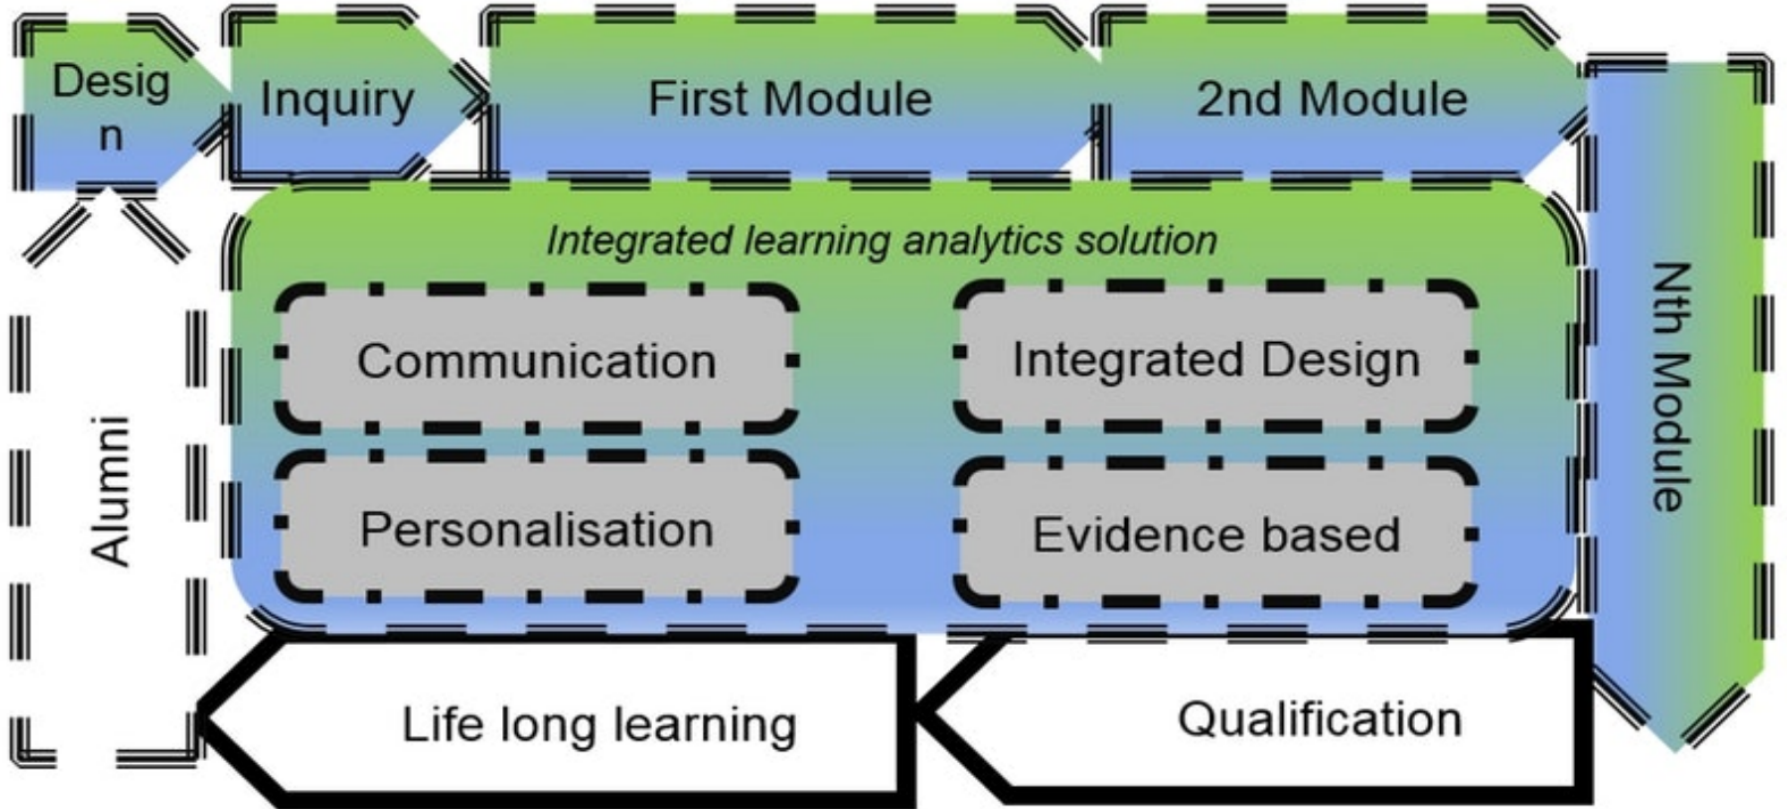 Desig
n
Inquiry
First Module
2nd Module
Nth Module
Integrated learning analytics solution
Communication
Integrated Design
Personalisation
Evidence based
Alumni
Life long learning
Qualification